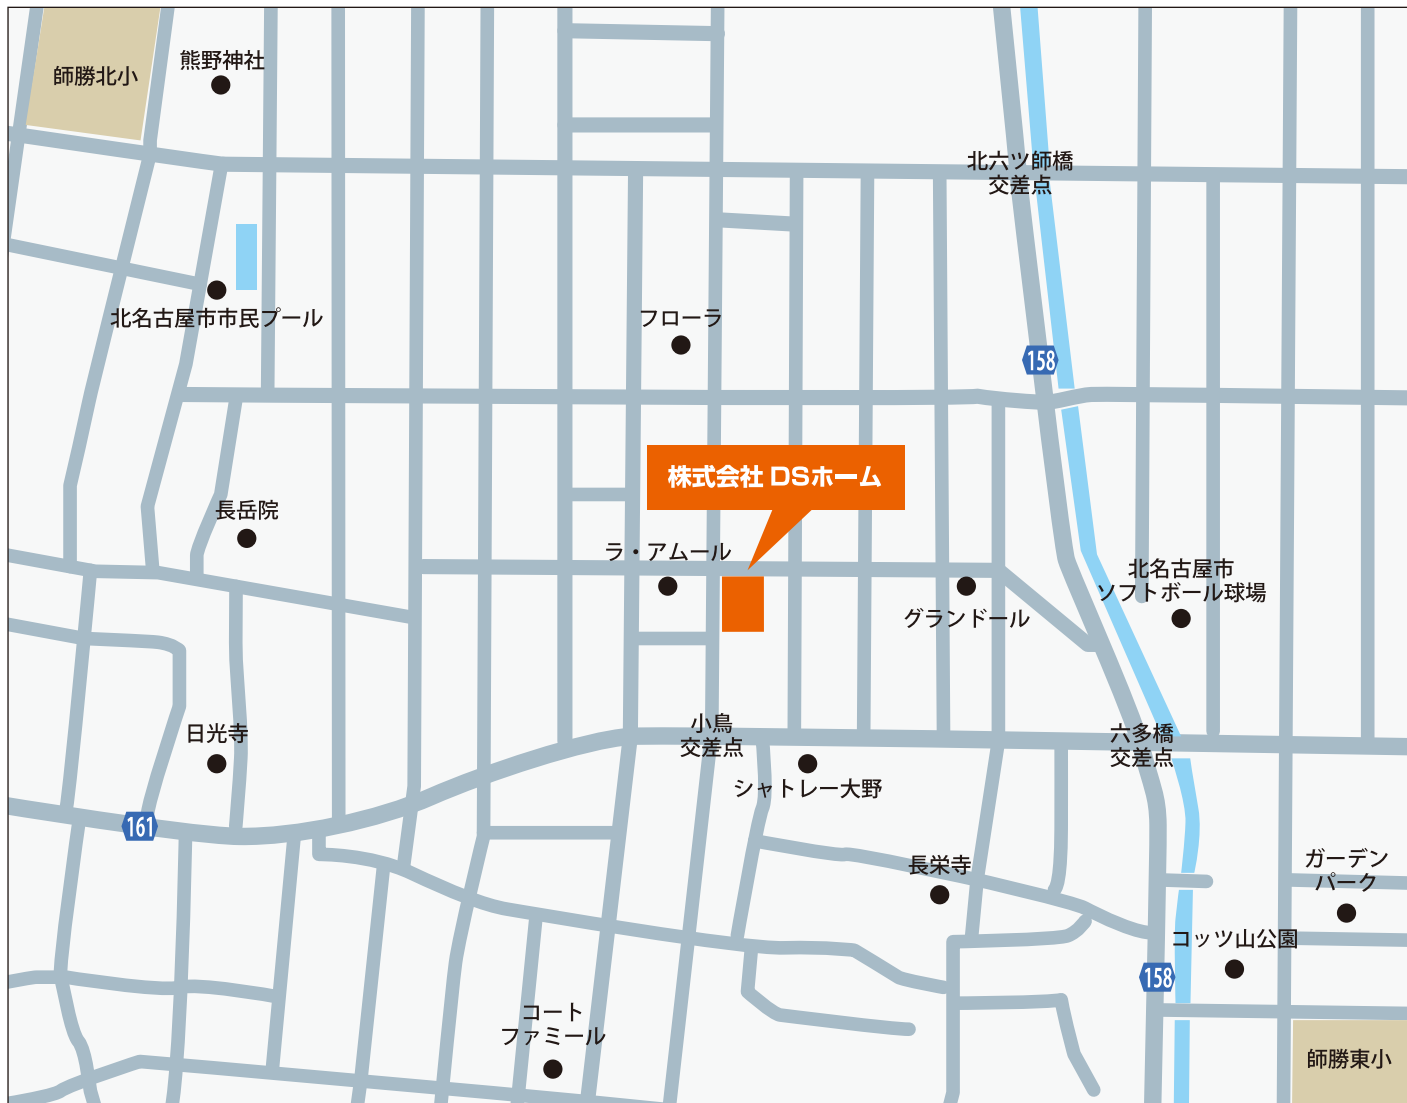 師勝北小
熊野神社
北六ツ師橋
交差点
北名古屋市市民プール
フローラ
158
株式会社 DSホーム
長岳院
ラ・アムール
グランドール
北名古屋市
ソフトボール球場
日光寺
小鳥
交差点
シャトレー大野
六多橋
交差点
161
長栄寺
ガーデン
パーク
コッツ山公園
158
コート
ファミール
師勝東小